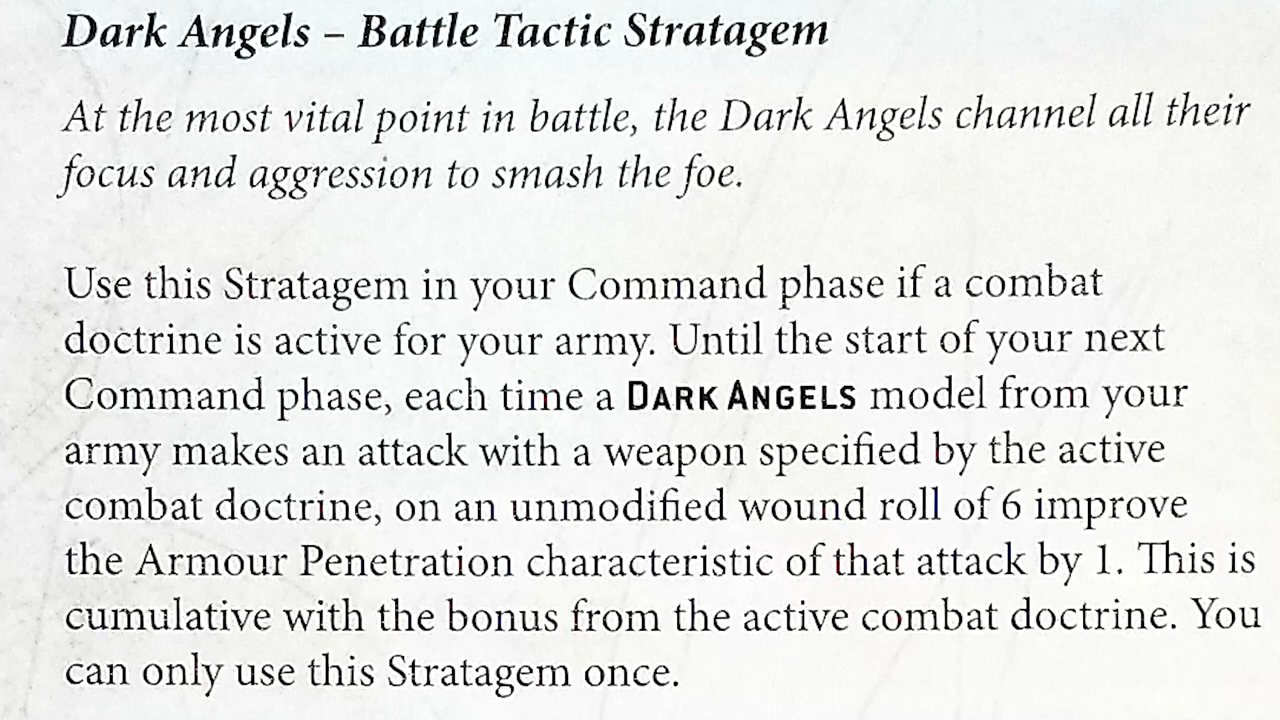 Dark Angels – Battle Tactic Stratagem
At the most vital point in battle, the Dark Angels channel all their
focus and aggression to smash the foe.
Use this Stratagem in your Command phase if a combat
doctrine is active for your army. Until the start of your next
Command phase, each time a DARK ANGELS model from your
army makes an attack with a weapon specified by the active
combat doctrine, on an unmodified wound roll of 6 improve
the Armour Penetration characteristic of that attack by 1. This is
cumulative with the bonus from the active combat doctrine. You
can only use this Stratagem once.